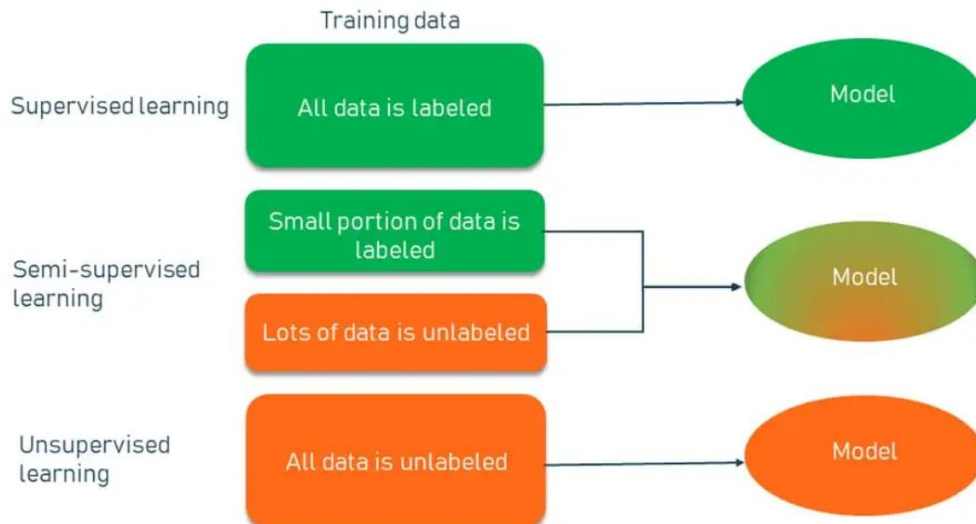 Training data
Supervised learning
All data is labeled
Model
Semi-supervised
learning
Small portion of data is
labeled
Lots of data is unlabeled
Model
Unsupervised
learning
All data is unlabeled
Model